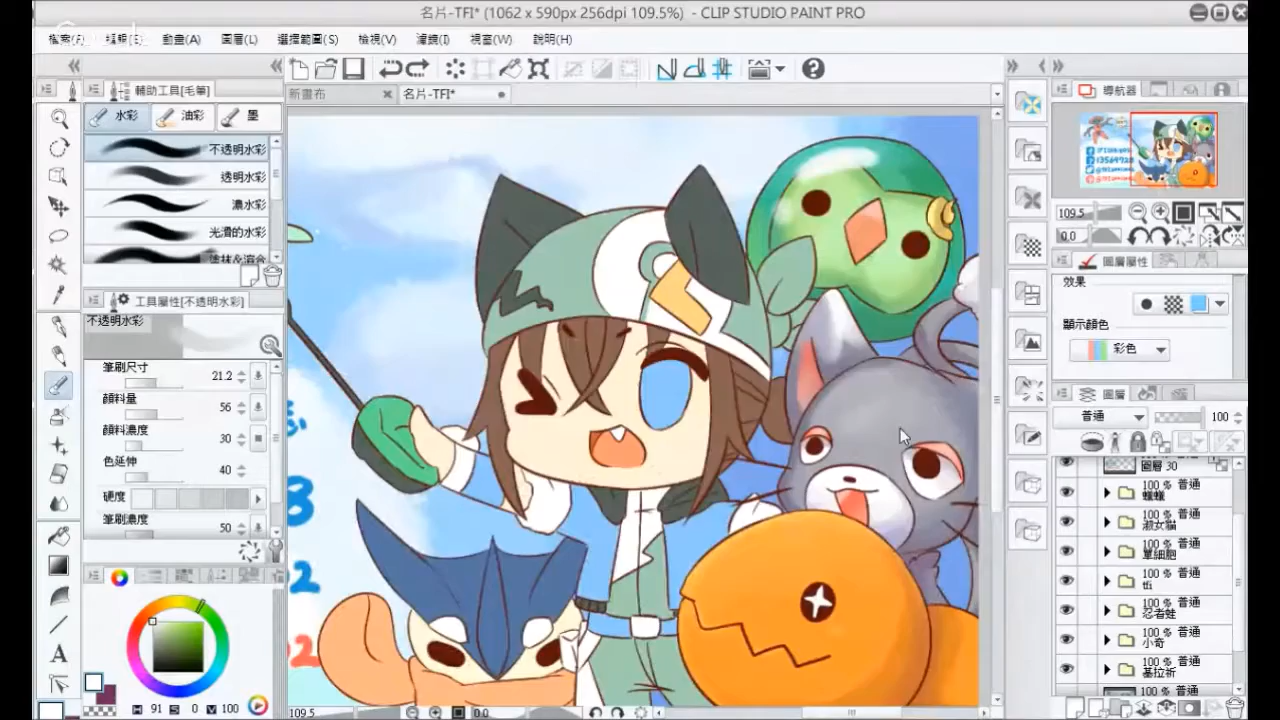 名片-TFI* (1062 x 590px 256dpi 109.5%) - CLIP STUDIO PAINT PRO
動畫(A) 圖層(L) 選擇範圍(S) 檢視(V) 濾鏡(I) 視窗(W) 說明(H)
輔助工具[毛筆]
新畫布 名片-TFI*
導航器
水彩 油彩 墨
不透明水彩
透明水彩
濃水彩
光滑的水彩
塗抹&溶合
109.5
0.0
圖層屬性
效果
顯示顏色
彩色
工具屬性[不透明水彩]
不透明水彩
筆刷尺寸 21.2
顏料量 56
顏料濃度 30
色延伸 40
硬度
筆刷濃度 50
圖層
普通 100
圖層 30
100 % 普通
100 % 普通
淑女貓
100 % 普通
單細胞
100 % 普通
tfi
100 % 普通
忍者蛙
100 % 普通
小奇
100 % 普通
基拉祈
100 % 普通
H 91 S 0 V 100
109.5 0.0